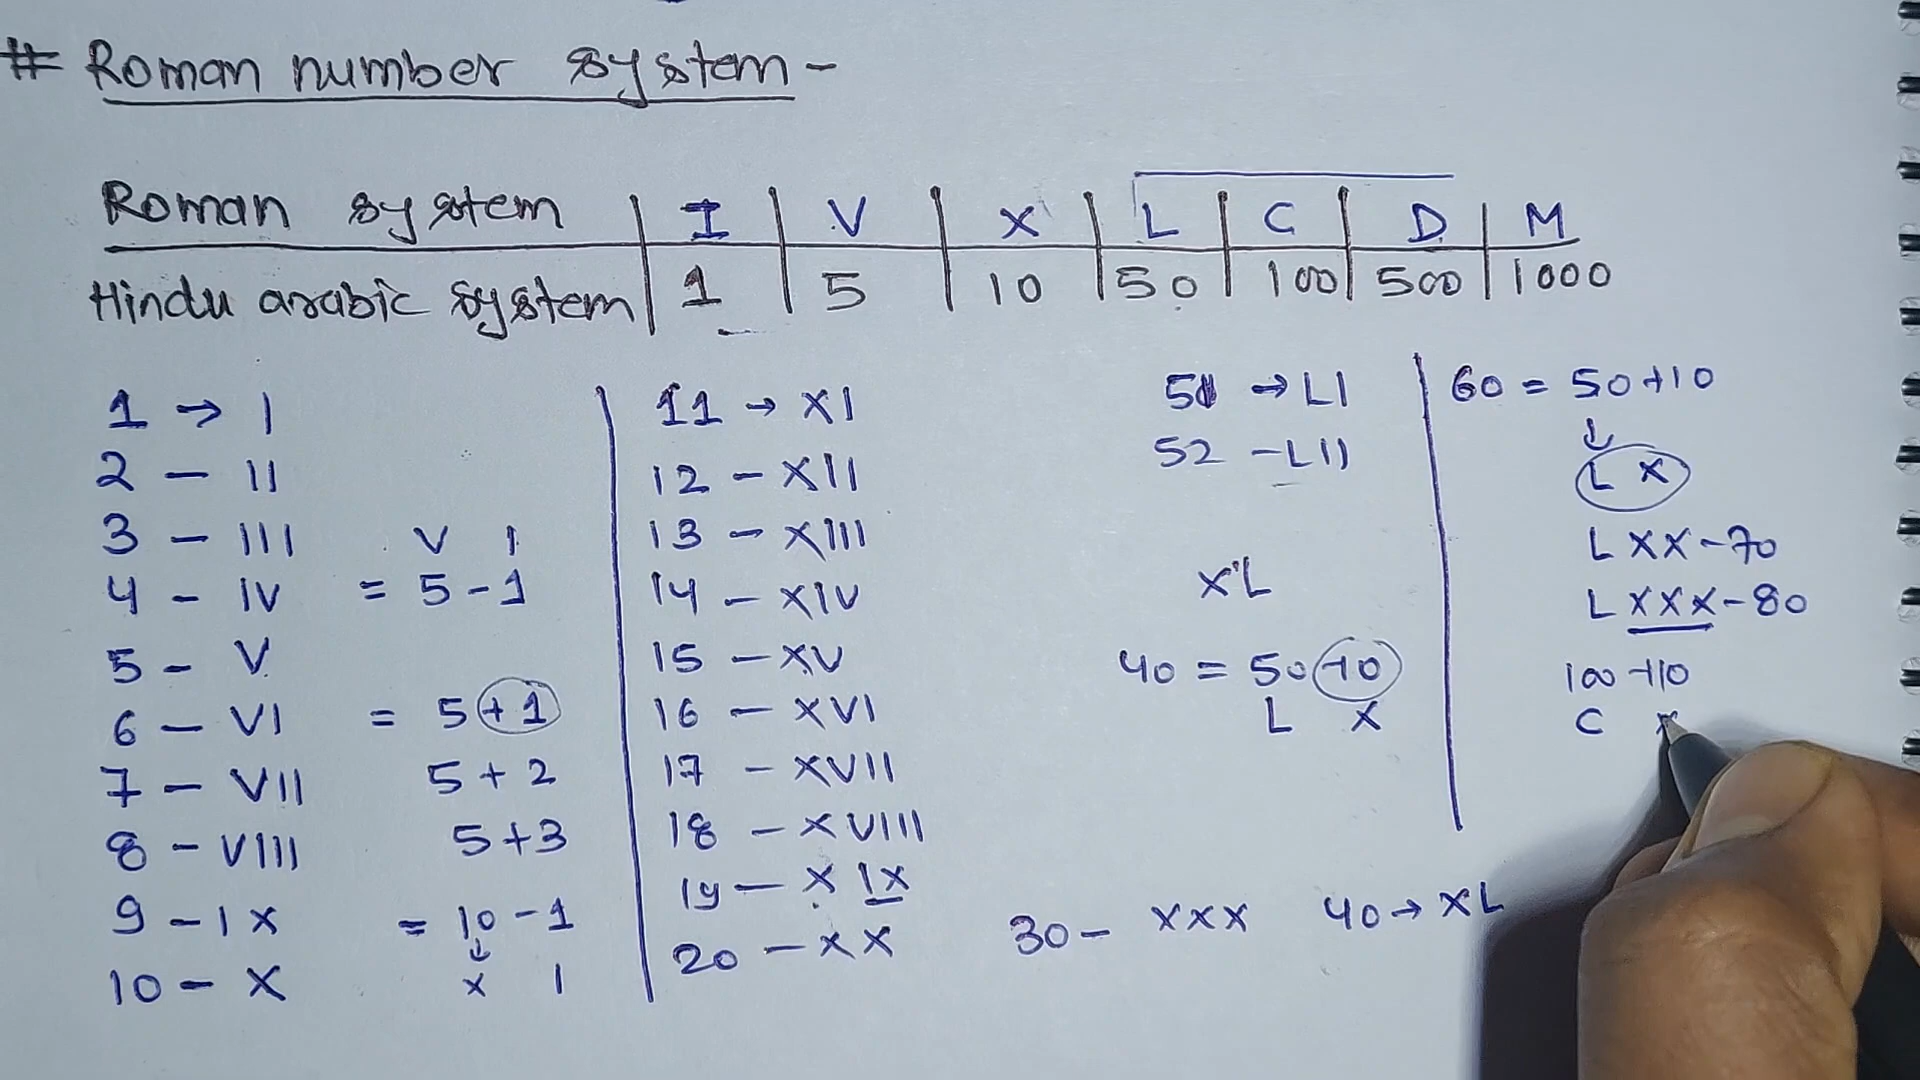 # Roman number system -
Roman system | I | V | X | L | C | D | M
Hindu arabic system | 1 | 5 | 10 | 50 | 100 | 500 | 1000
1 → I
2 - II
3 - III
V I
4 - IV = 5 - 1
5 - V
6 - VI = 5 + 1
7 - VII 5 + 2
8 - VIII 5+3
9 - IX = 10 - 1
↓
10 - X X I
11 → XI
12 - XII
13 - XIII
14 - XIV
15 - XV
16 - XVI
17 - XVII
18 - XVIII
19 - X IX
20 - XX
30 - XXX
40 → XL
51 → LI
52 - LII
XL
40 = 50 -10
L X
60 = 50+10
↓
L X
LXX - 70
LXXX - 80
100 -10
C X